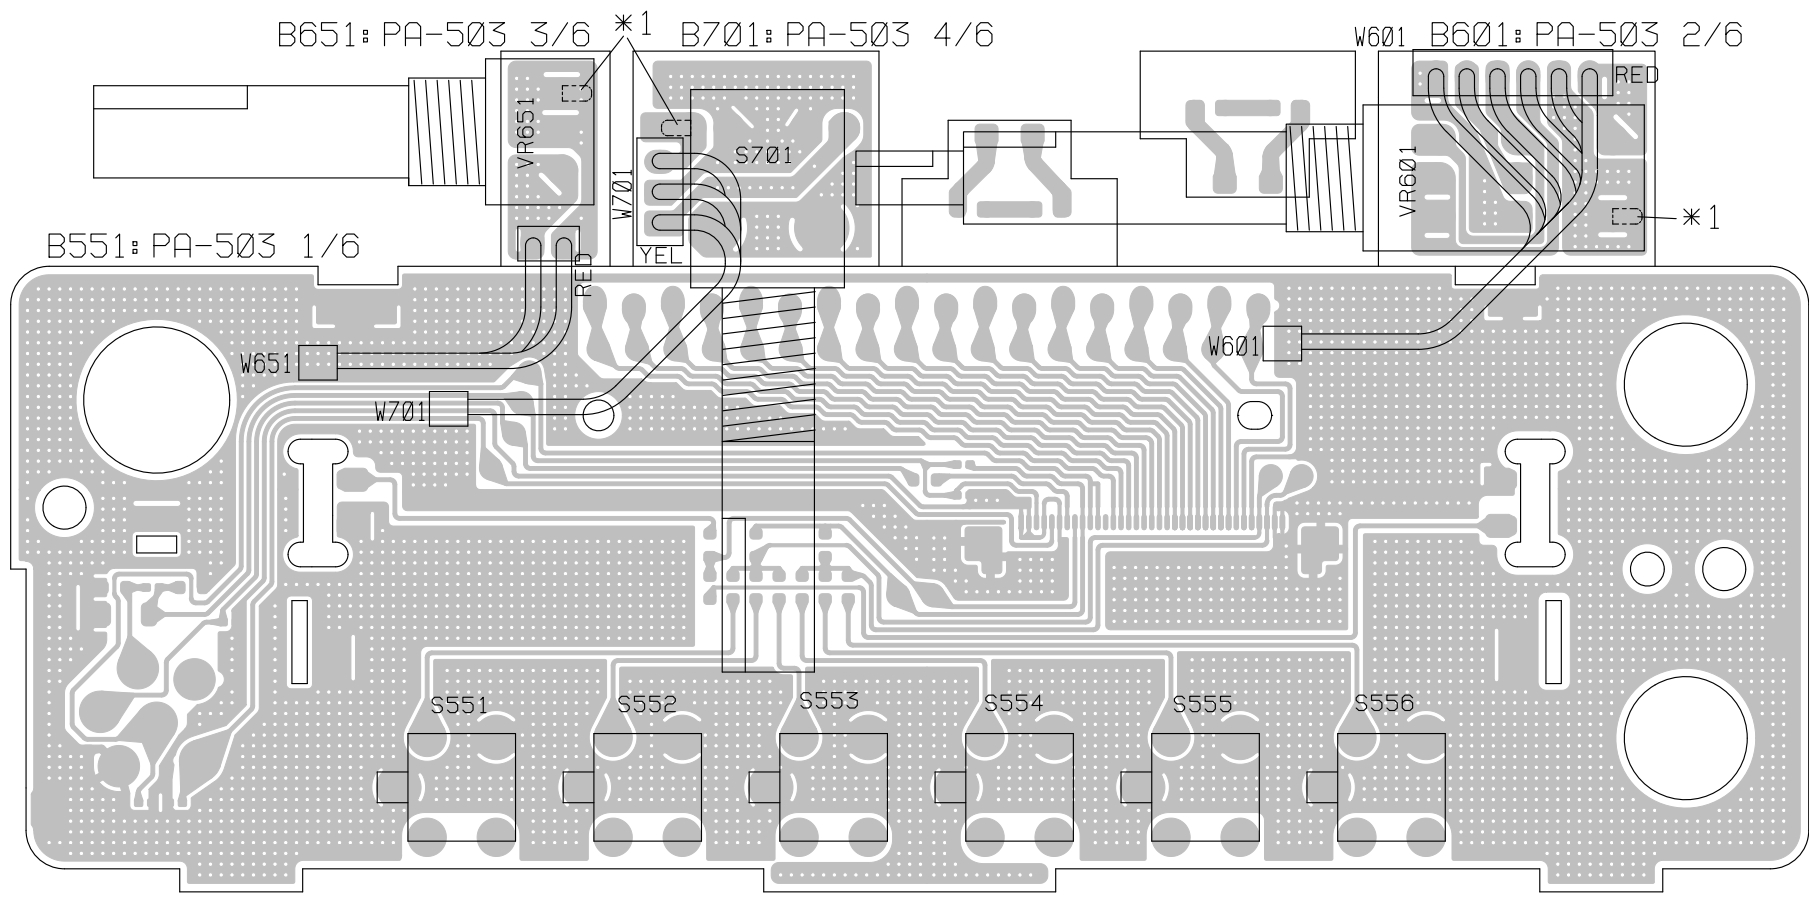 B651: PA-503 3/6
*1
B701: PA-503 4/6
W601
B601: PA-503 2/6
RED
VR651
S701
W701
VR601
*1
B551: PA-503 1/6
YEL
RED
W651
W601
W701
S551
S552
S553
S554
S555
S556